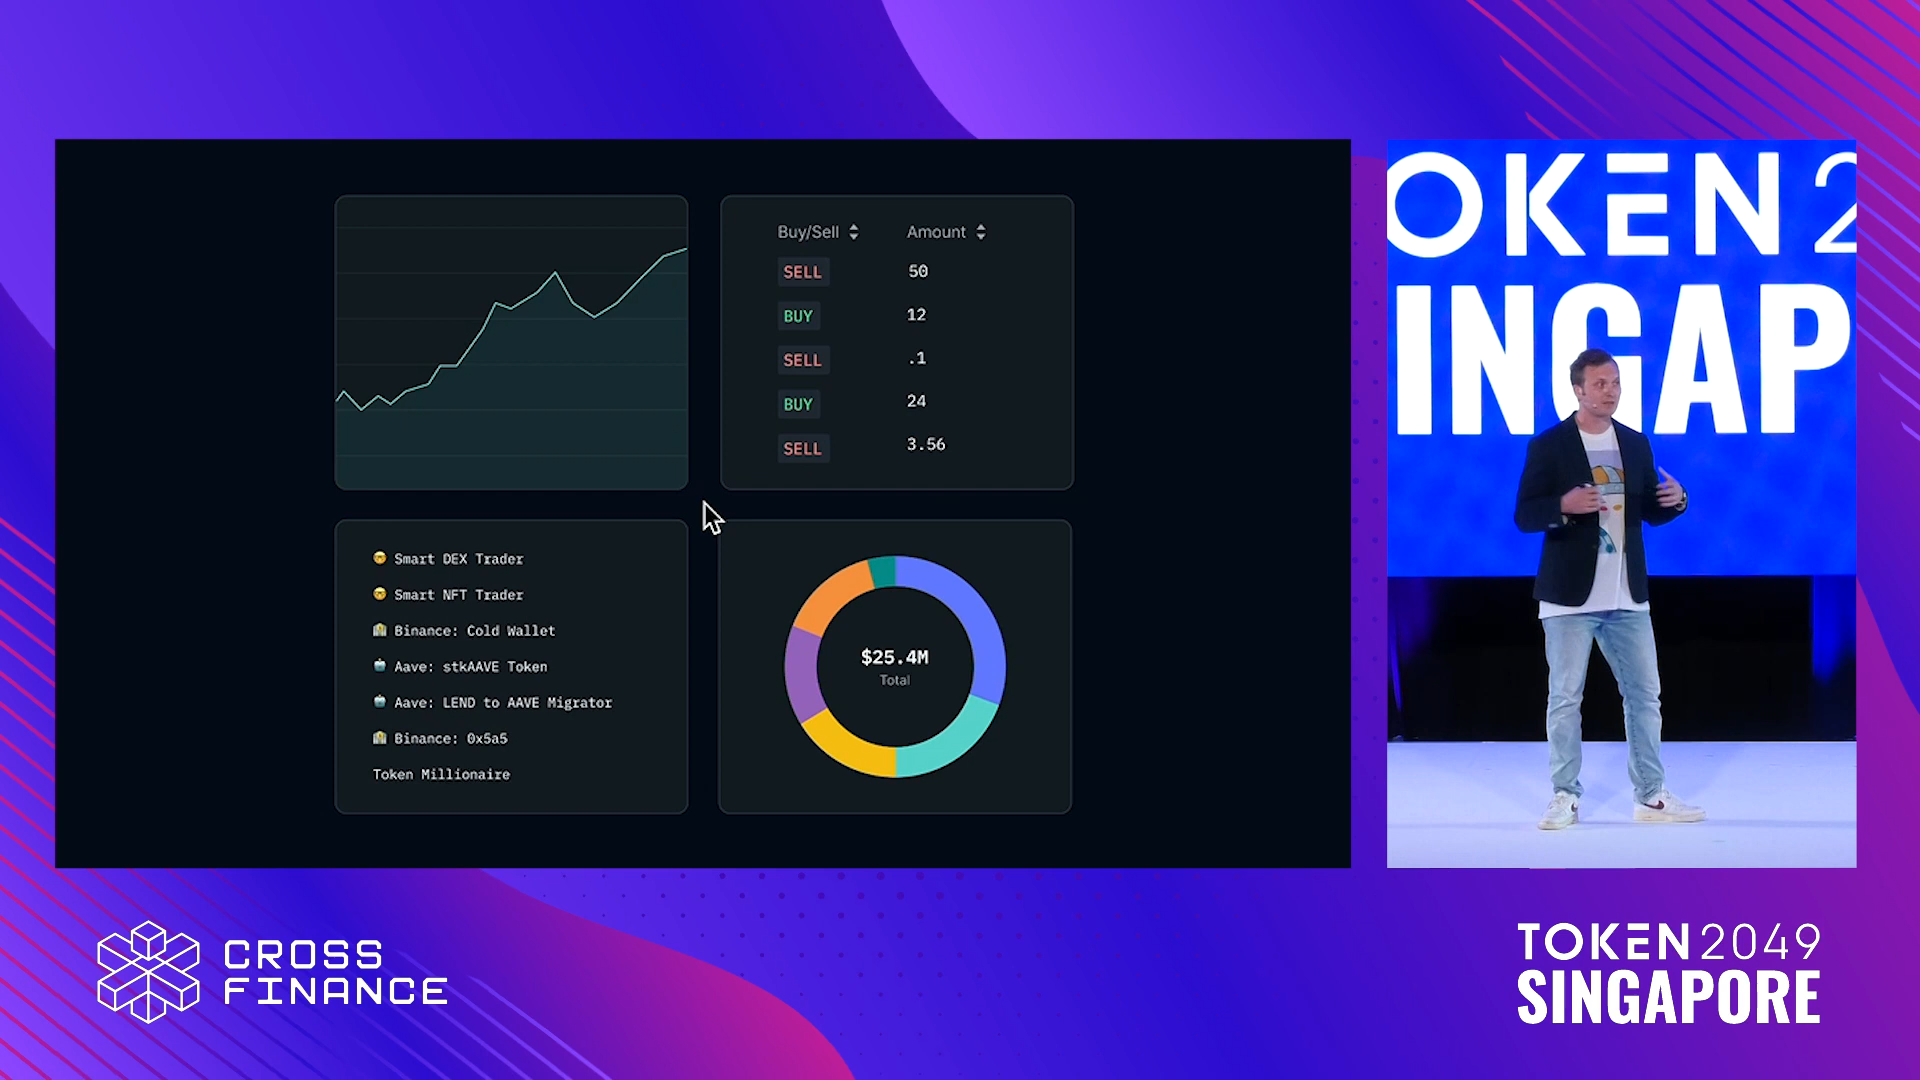 Buy/Sell Amount
SELL 50
BUY 12
SELL .1
BUY 24
SELL 3.56
Smart DEX Trader
Smart NFT Trader
Binance: Cold Wallet
Aave: stkAAVE Token
Aave: LEND to AAVE Migrator
Binance: 0x5a5
Token Millionaire
$25.4M
Total
OKEN 2
INGAP
CROSS
FINANCE
TOKEN2049
SINGAPORE